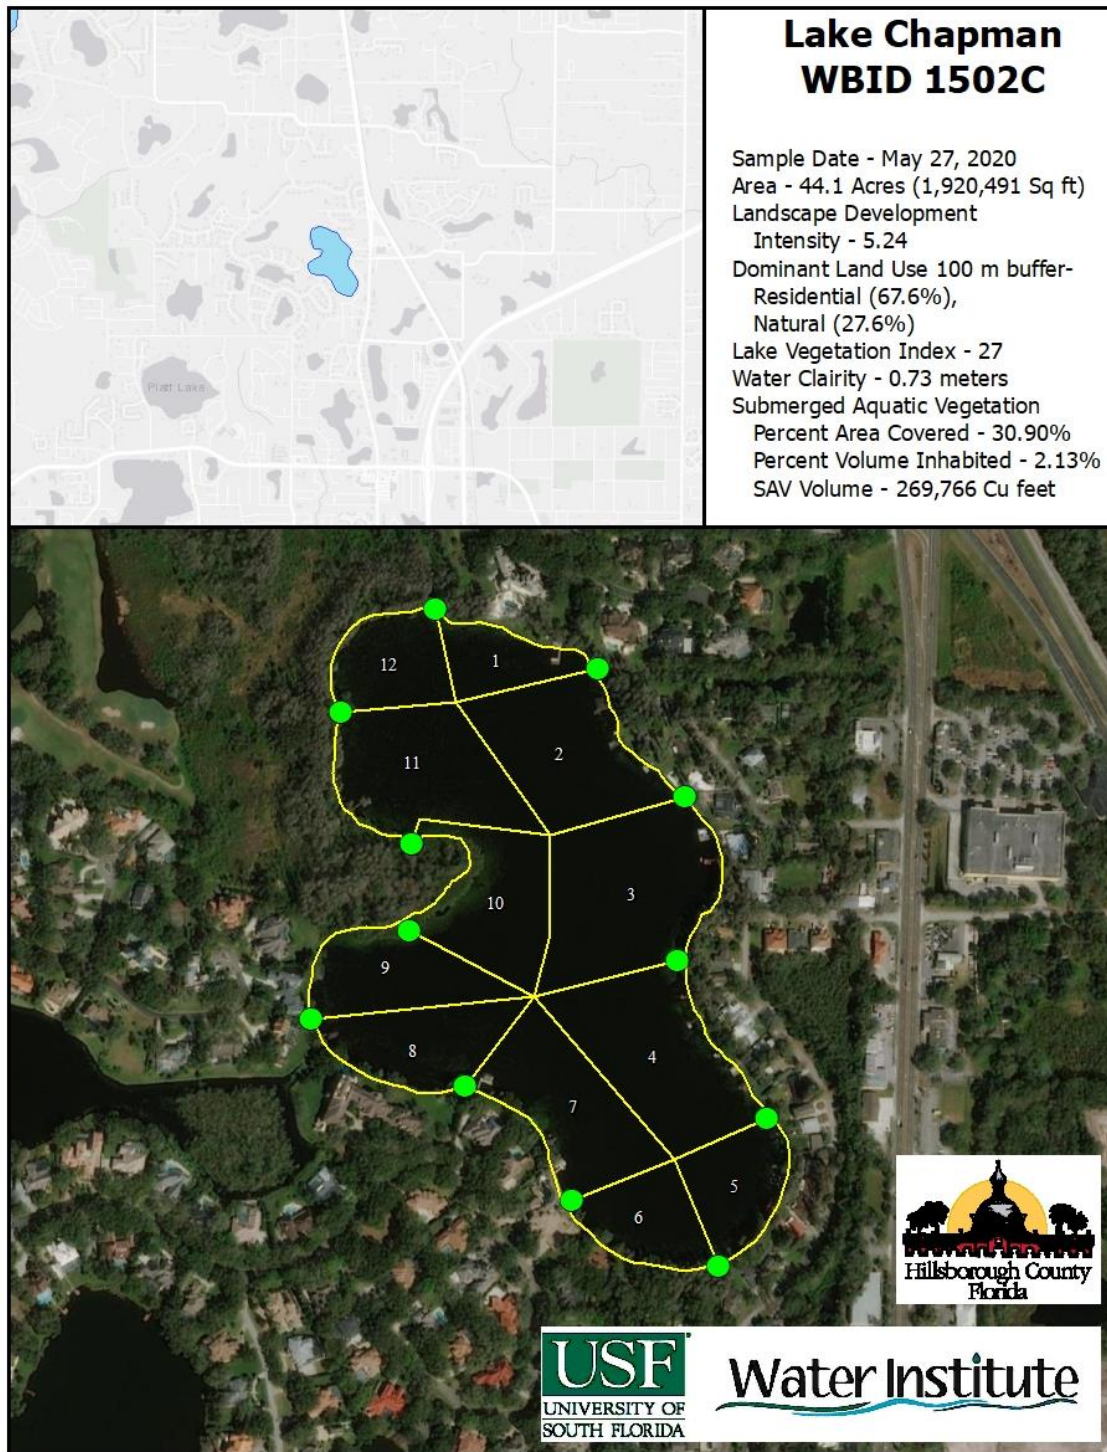 Lake Chapman
WBID 1502C
Sample Date - May 27, 2020
Area - 44.1 Acres (1,920,491 Sq ft)
Landscape Development
Intensity - 5.24
Dominant Land Use 100 m buffer-
Residential (67.6%),
Natural (27.6%)
Lake Vegetation Index - 27
Water Clairity - 0.73 meters
Submerged Aquatic Vegetation
Percent Area Covered - 30.90%
Percent Volume Inhabited - 2.13%
SAV Volume - 269,766 Cu feet
Platt Lake
12
1
11
2
10
3
9
8
4
7
6
5
Hillsborough County
Florida
USF
UNIVERSITY OF
SOUTH FLORIDA
Water Institute